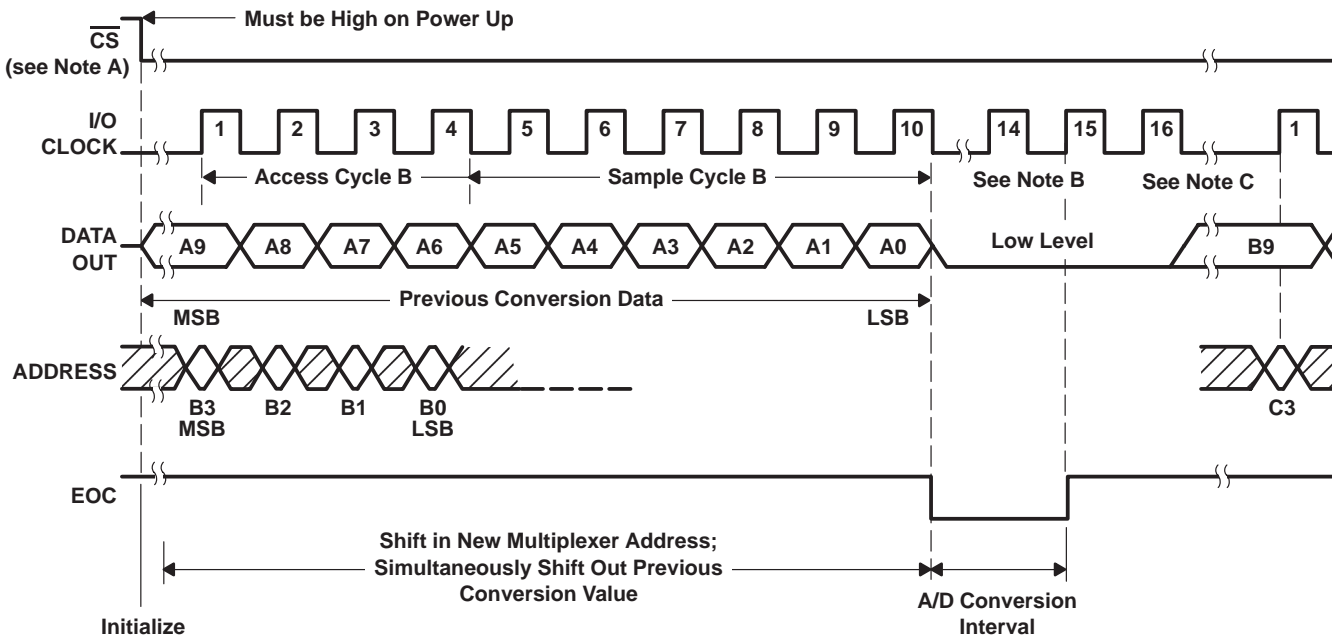 Must be High on Power Up
CS
(see Note A)
I/O
CLOCK
1 2 3 4 5 6 7 8 9 10 14 15 16 1
Access Cycle B
Sample Cycle B
See Note B
See Note C
DATA
OUT
A9 A8 A7 A6 A5 A4 A3 A2 A1 A0
Low Level
B9
Previous Conversion Data
MSB
LSB
ADDRESS
B3 B2 B1 B0
MSB LSB
C3
EOC
Shift in New Multiplexer Address;
Simultaneously Shift Out Previous
Conversion Value
A/D Conversion
Interval
Initialize